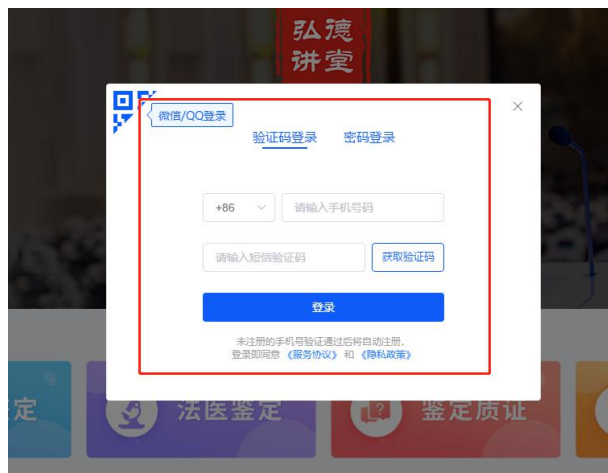 弘德
讲堂
微信/QQ登录
验证码登录 密码登录
+86 请输入手机号码
请输入短信验证码 获取验证码
登录
未注册的手机号验证通过后将自动注册,
登录即同意 《服务协议》 和 《隐私政策》
定 法医鉴定 鉴定质证